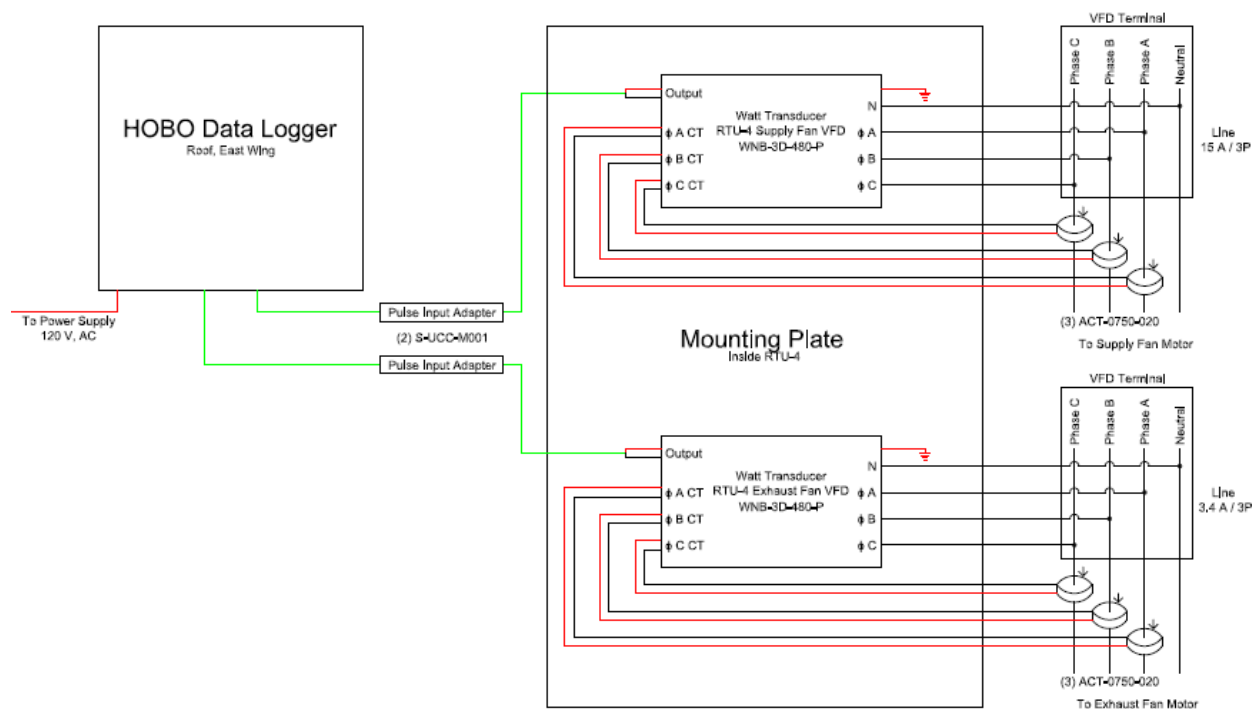 HOBO Data Logger
Roof, East Wing
To Power Supply
120 V, AC
Pulse Input Adapter
(2) S-UCC-M001
Pulse Input Adapter
Mounting Plate
Inside RTU-4
Output
ϕ A CT
ϕ B CT
ϕ C CT
Watt Transducer
RTU-4 Supply Fan VFD
WNB-3D-480-P
N
ϕ A
ϕ B
ϕ C
VFD Terminal
Phase C
Phase B
Phase A
Neutral
Line
15 A / 3P
(3) ACT-0750-020
To Supply Fan Motor
Output
ϕ A CT
ϕ B CT
ϕ C CT
Watt Transducer
RTU-4 Exhaust Fan VFD
WNB-3D-480-P
N
ϕ A
ϕ B
ϕ C
VFD Terminal
Phase C
Phase B
Phase A
Neutral
Line
3.4 A / 3P
(3) ACT-0750-020
To Exhaust Fan Motor